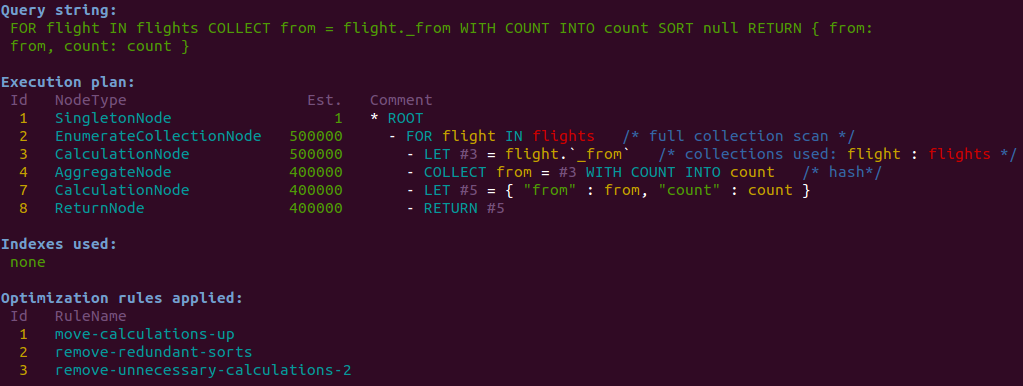 Query string:
FOR flight IN flights COLLECT from = flight._from WITH COUNT INTO count SORT null RETURN { from:
from, count: count }
Execution plan:
Id NodeType Est. Comment
1 SingletonNode 1 * ROOT
2 EnumerateCollectionNode 500000 - FOR flight IN flights /* full collection scan */
3 CalculationNode 500000 - LET #3 = flight.`_from` /* collections used: flight : flights */
4 AggregateNode 400000 - COLLECT from = #3 WITH COUNT INTO count /* hash*/
7 CalculationNode 400000 - LET #5 = { "from" : from, "count" : count }
8 ReturnNode 400000 - RETURN #5
Indexes used:
none
Optimization rules applied:
Id RuleName
1 move-calculations-up
2 remove-redundant-sorts
3 remove-unnecessary-calculations-2